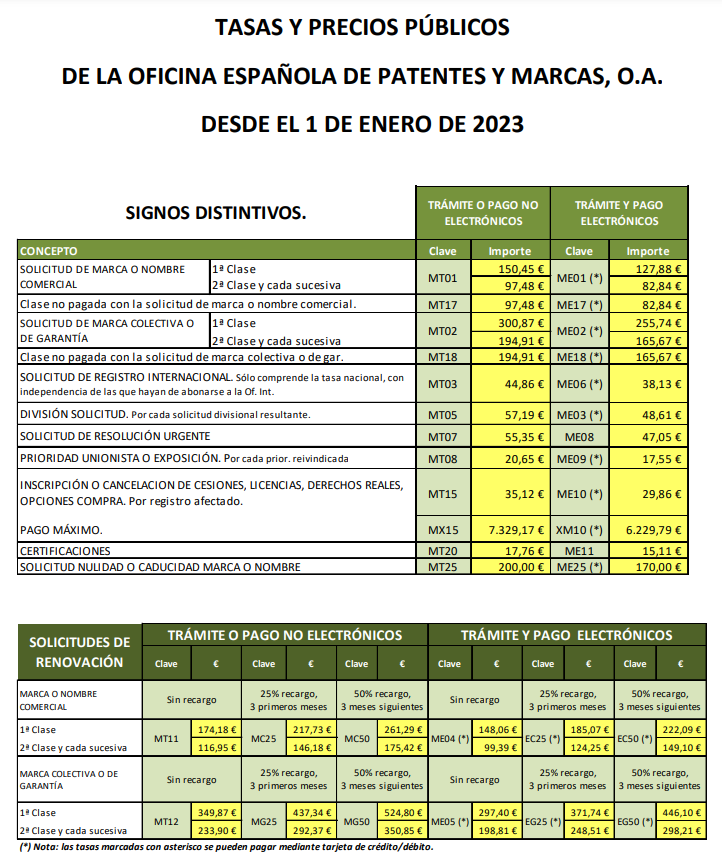 TASAS Y PRECIOS PÚBLICOS
DE LA OFICINA ESPAÑOLA DE PATENTES Y MARCAS, O.A.
DESDE EL 1 DE ENERO DE 2023
SIGNOS DISTINTIVOS. TRÁMITE O PAGO NO ELECTRÓNICOS TRÁMITE Y PAGO ELECTRÓNICOS
CONCEPTO Clave Importe Clave Importe
SOLICITUD DE MARCA O NOMBRE COMERCIAL 1ª Clase MT01 150,45 € ME01 (*) 127,88 €
2ª Clase y cada sucesiva 97,48 € 82,84 €
Clase no pagada con la solicitud de marca o nombre comercial. MT17 97,48 € ME17 (*) 82,84 €
SOLICITUD DE MARCA COLECTIVA O DE GARANTÍA 1ª Clase MT02 300,87 € ME02 (*) 255,74 €
2ª Clase y cada sucesiva 194,91 € 165,67 €
Clase no pagada con la solicitud de marca colectiva o de gar. MT18 194,91 € ME18 (*) 165,67 €
SOLICITUD DE REGISTRO INTERNACIONAL. Sólo comprende la tasa nacional, con
independencia de las que hayan de abonarse a la Of. Int. MT03 44,86 € ME06 (*) 38,13 €
DIVISIÓN SOLICITUD. Por cada solicitud divisional resultante. MT05 57,19 € ME03 (*) 48,61 €
SOLICITUD DE RESOLUCIÓN URGENTE MT07 55,35 € ME08 47,05 €
PRIORIDAD UNIONISTA O EXPOSICIÓN. Por cada prior. reivindicada MT08 20,65 € ME09 (*) 17,55 €
INSCRIPCIÓN O CANCELACION DE CESIONES, LICENCIAS, DERECHOS REALES,
OPCIONES COMPRA. Por registro afectado. MT15 35,12 € ME10 (*) 29,86 €
PAGO MÁXIMO. MX15 7.329,17 € XM10 (*) 6.229,79 €
CERTIFICACIONES MT20 17,76 € ME11 15,11 €
SOLICITUD NULIDAD O CADUCIDAD MARCA O NOMBRE MT25 200,00 € ME25 (*) 170,00 €
SOLICITUDES DE RENOVACIÓN TRÁMITE O PAGO NO ELECTRÓNICOS TRÁMITE Y PAGO ELECTRÓNICOS
Clave € Clave € Clave € Clave € Clave € Clave €
MARCA O NOMBRE COMERCIAL Sin recargo 25% recargo, 3 primeros meses 50% recargo, 3 meses siguientes Sin recargo 25% recargo, 3 primeros meses 50% recargo, 3 meses siguientes
1ª Clase MT11 174,18 € MC25 217,73 € MC50 261,29 € ME04 (*) 148,06 € EC25 (*) 185,07 € EC50 (*) 222,09 €
2ª Clase y cada sucesiva 116,95 € 146,18 € 175,42 € 99,39 € 124,25 € 149,10 €
MARCA COLECTIVA O DE GARANTÍA Sin recargo 25% recargo, 3 primeros meses 50% recargo, 3 meses siguientes Sin recargo 25% recargo, 3 primeros meses 50% recargo, 3 meses siguientes
1ª Clase MT12 349,87 € MG25 437,34 € MG50 524,80 € ME05 (*) 297,40 € EG25 (*) 371,74 € EG50 (*) 446,10 €
2ª Clase y cada sucesiva 233,90 € 292,37 € 350,85 € 198,81 € 248,51 € 298,21 €
(*) Nota: las tasas marcadas con asterisco se pueden pagar mediante tarjeta de crédito/débito.